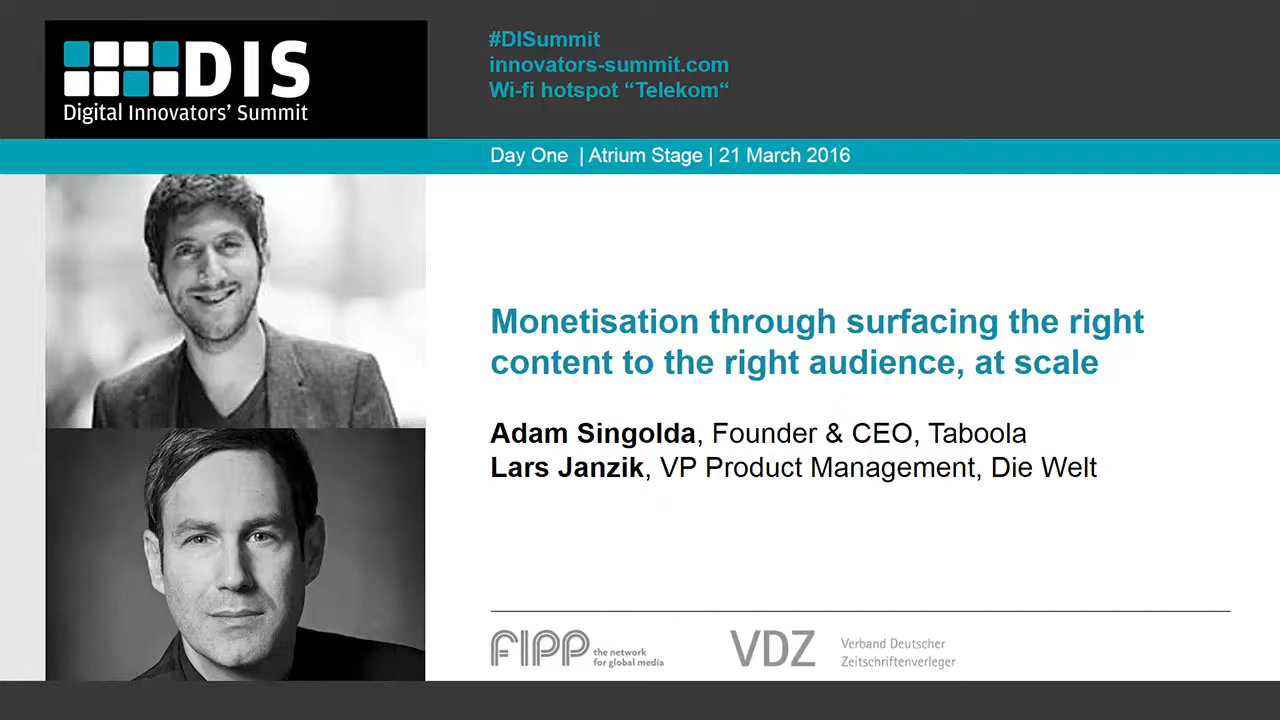 DIS
Digital Innovators’ Summit
#DISummit
innovators-summit.com
Wi-fi hotspot “Telekom“
Day One | Atrium Stage | 21 March 2016
Monetisation through surfacing the right
content to the right audience, at scale
Adam Singolda, Founder & CEO, Taboola
Lars Janzik, VP Product Management, Die Welt
FIPP the network
for global media
VDZ Verband Deutscher
Zeitschriftenverleger